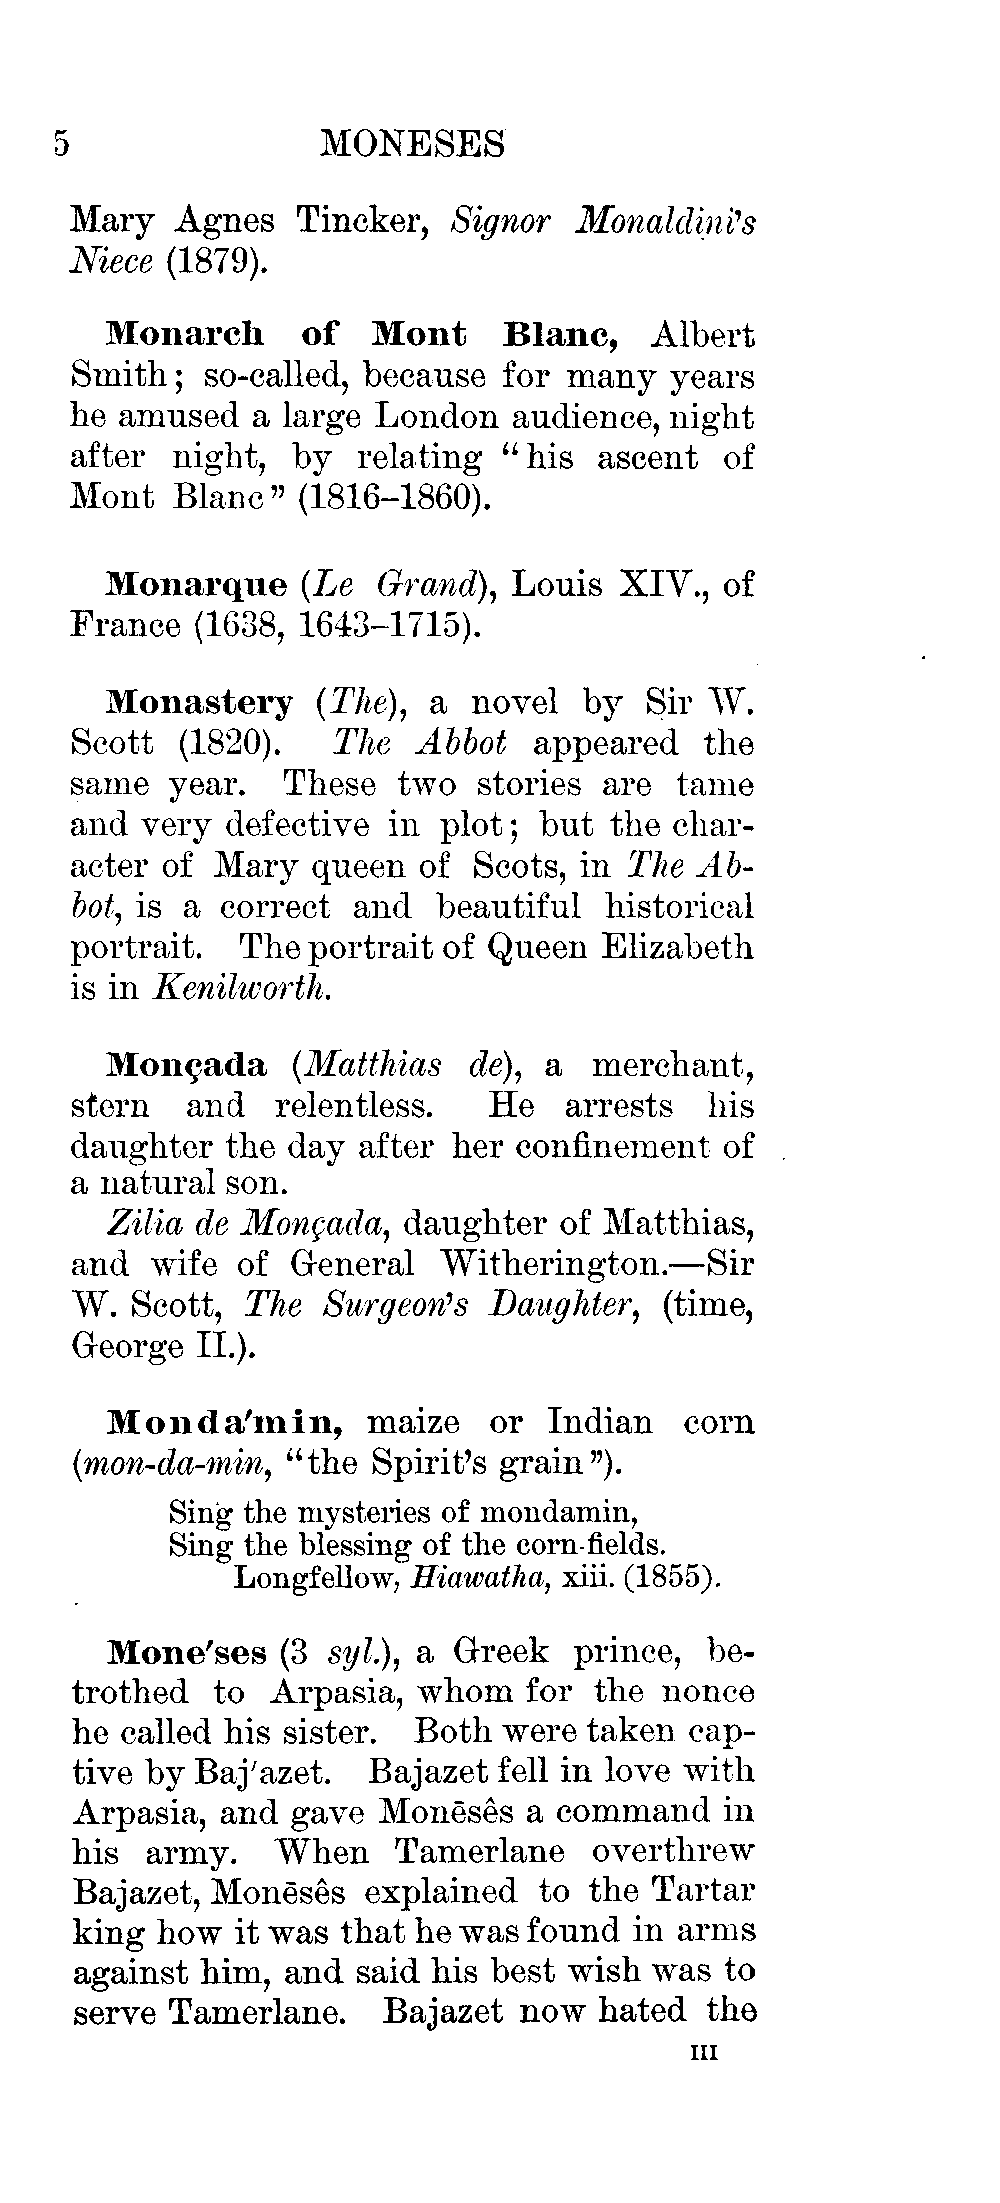 5 MONESES
Mary Agnes Tincker, Signor Monaldini's
Niece (1879).
Monarch of Mont Blanc, Albert
Smith; so-called, because for many years
he amused a large London audience, night
after night, by relating “his ascent of
Mont Blanc” (1816–1860).
Monarque (Le Grand), Louis XIV., of
France (1638, 1643–1715).
Monastery (The), a novel by Sir W.
Scott (1820). The Abbot appeared the
same year. These two stories are tame
and very defective in plot; but the char-
acter of Mary queen of Scots, in The Ab-
bot, is a correct and beautiful historical
portrait. The portrait of Queen Elizabeth
is in Kenilworth.
Monçada (Matthias de), a merchant,
stern and relentless. He arrests his
daughter the day after her confinement of
a natural son.
Zilia de Monçada, daughter of Matthias,
and wife of General Witherington.—Sir
W. Scott, The Surgeon's Daughter, (time,
George II.).
Monda'min, maize or Indian corn
(mon-da-min, “the Spirit's grain”).
Sing the mysteries of mondamin,
Sing the blessing of the corn-fields.
Longfellow, Hiawatha, xiii. (1855).
Mone'ses (3 syl.), a Greek prince, be-
trothed to Arpasia, whom for the nonce
he called his sister. Both were taken cap-
tive by Baj'azet. Bajazet fell in love with
Arpasia, and gave Monēsês a command in
his army. When Tamerlane overthrew
Bajazet, Monēsês explained to the Tartar
king how it was that he was found in arms
against him, and said his best wish was to
serve Tamerlane. Bajazet now hated the
III